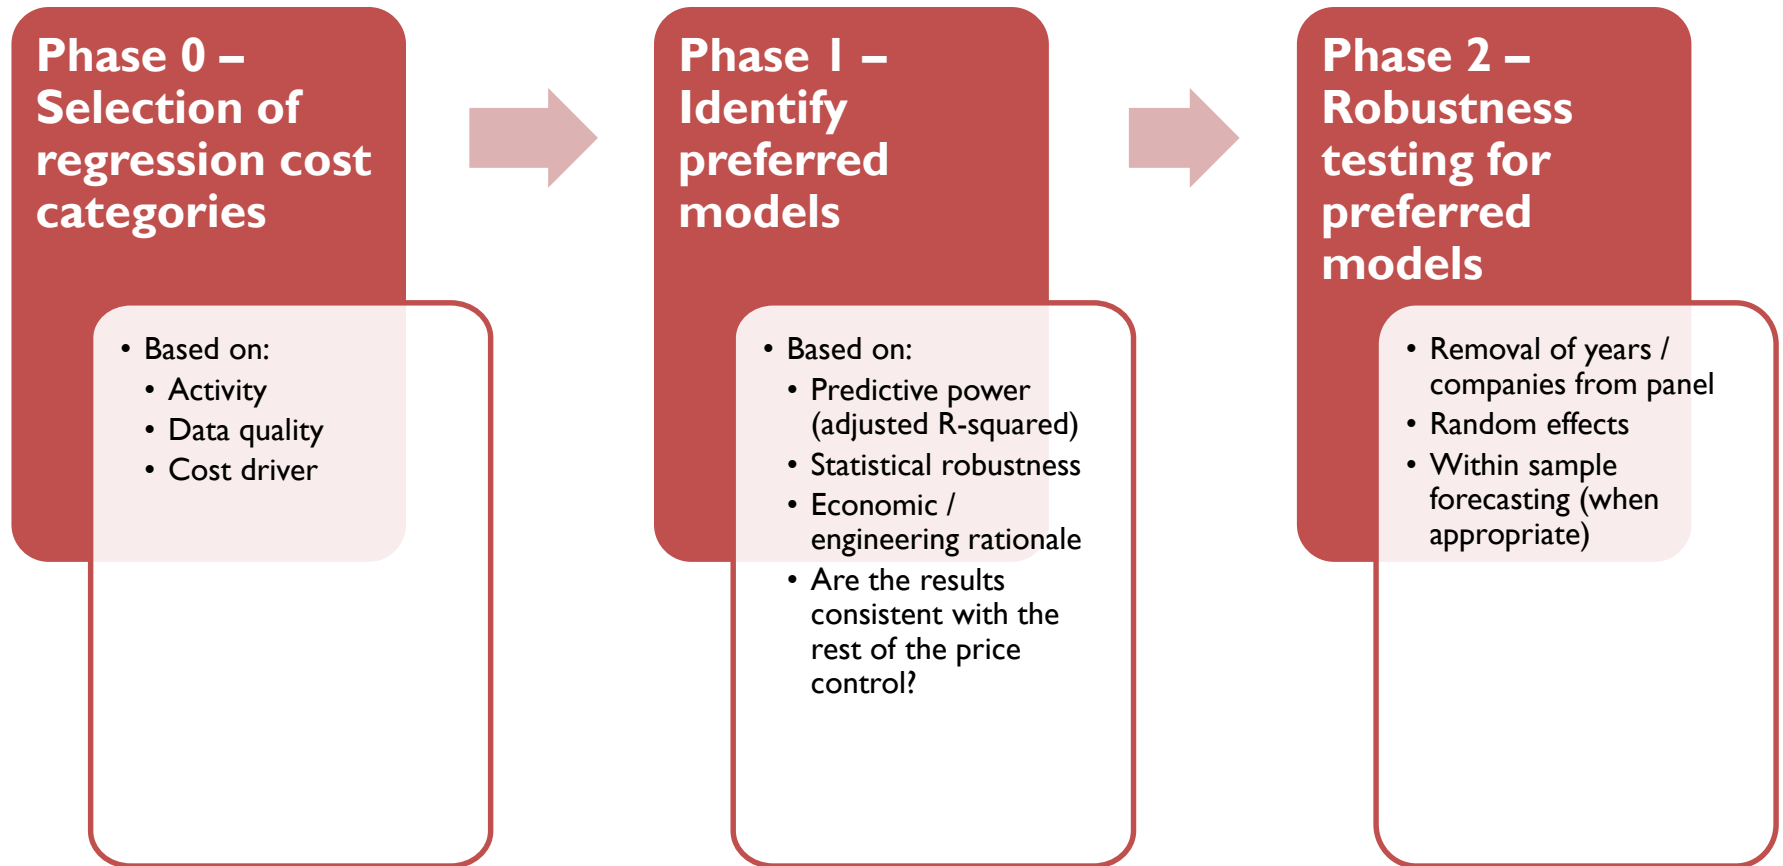 Phase 0 –
Selection of
regression cost
categories
• Based on:
• Activity
• Data quality
• Cost driver
Phase 1 –
Identify
preferred
models
• Based on:
• Predictive power
(adjusted R-squared)
• Statistical robustness
• Economic /
engineering rationale
• Are the results
consistent with the
rest of the price
control?
Phase 2 –
Robustness
testing for
preferred
models
• Removal of years /
companies from panel
• Random effects
• Within sample
forecasting (when
appropriate)